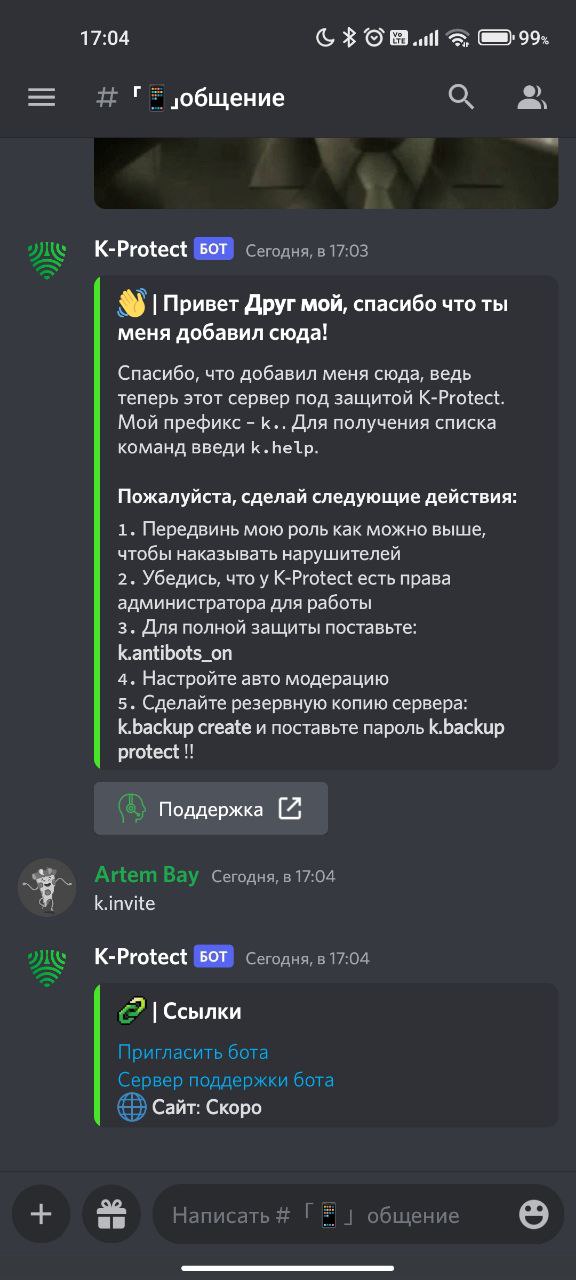 17:04
Vo LTE
99%
# 「📱」общение
K-Protect БОТ Сегодня, в 17:03
👋 | Привет Друг мой, спасибо что ты
меня добавил сюда!
Спасибо, что добавил меня сюда, ведь
теперь этот сервер под защитой K-Protect.
Мой префикс – k.. Для получения списка
команд введи k.help.
Пожалуйста, сделай следующие действия:
1. Передвинь мою роль как можно выше,
чтобы наказывать нарушителей
2. Убедись, что у K-Protect есть права
администратора для работы
3. Для полной защиты поставьте:
k.antibots_on
4. Настройте авто модерацию
5. Сделайте резервную копию сервера:
k.backup create и поставьте пароль k.backup
protect !!
Поддержка
Artem Bay Сегодня, в 17:04
k.invite
K-Protect БОТ Сегодня, в 17:04
| Ссылки
Пригласить бота
Сервер поддержки бота
🌐 Сайт: Скоро
Написать # 「📱」 общение